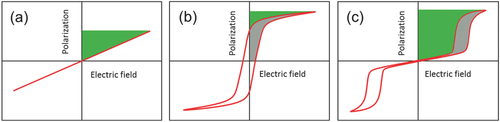 (a)
Polarization
Electric field
(b)
Polarization
Electric field
(c)
Polarization
Electric field